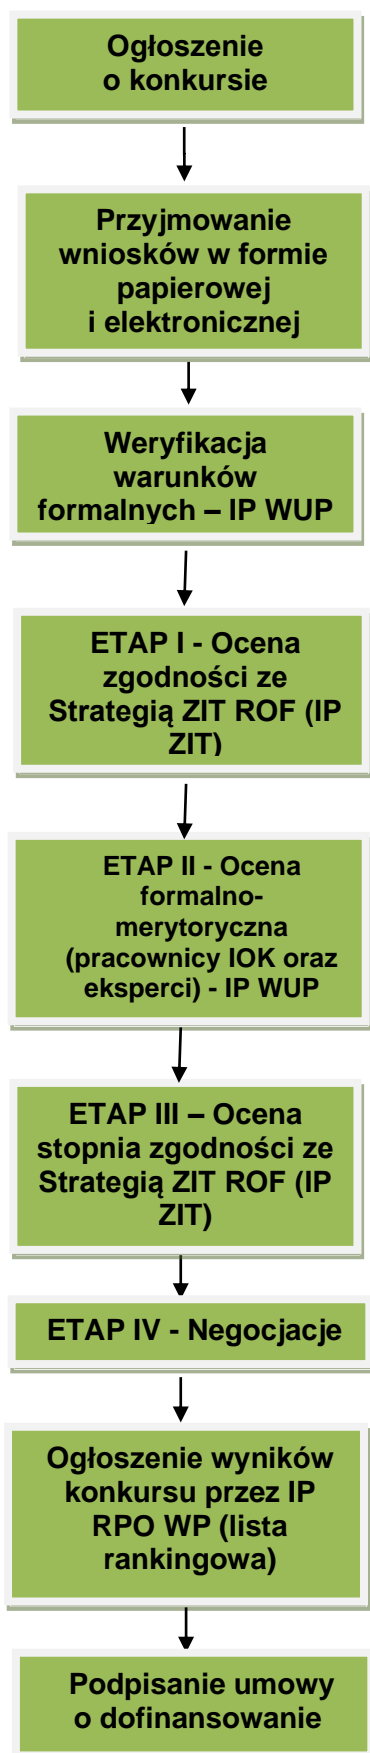 Ogłoszenie
o konkursie
Przyjmowanie
wniosków w formie
papierowej
i elektronicznej
Weryfikacja
warunków
formalnych – IP WUP
ETAP I - Ocena
zgodności ze
Strategią ZIT ROF (IP
ZIT)
ETAP II - Ocena
formalno-
merytoryczna
(pracownicy IOK oraz
eksperci) - IP WUP
ETAP III – Ocena
stopnia zgodności ze
Strategią ZIT ROF (IP
ZIT)
ETAP IV - Negocjacje
Ogłoszenie wyników
konkursu przez IP
RPO WP (lista
rankingowa)
Podpisanie umowy
o dofinansowanie